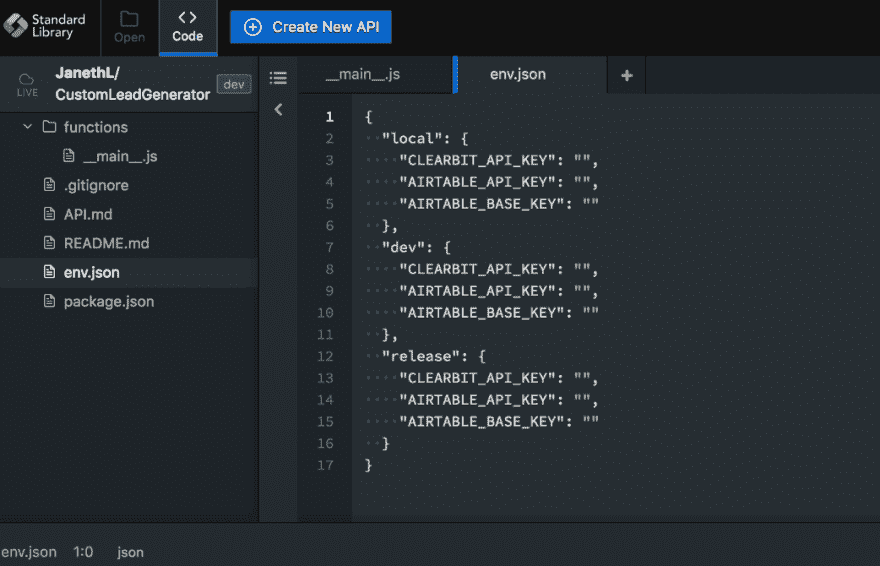 Standard
Library
Open
Code
Create New API
JanethL/
CustomLeadGenerator
dev
LIVE
functions
__main__.js
.gitignore
API.md
README.md
env.json
package.json
__main__.js
env.json
1 {
2 "local": {
3 "CLEARBIT_API_KEY": "",
4 "AIRTABLE_API_KEY": "",
5 "AIRTABLE_BASE_KEY": ""
6 },
7 "dev": {
8 "CLEARBIT_API_KEY": "",
9 "AIRTABLE_API_KEY": "",
10 "AIRTABLE_BASE_KEY": ""
11 },
12 "release": {
13 "CLEARBIT_API_KEY": "",
14 "AIRTABLE_API_KEY": "",
15 "AIRTABLE_BASE_KEY": ""
16 }
17 }
env.json 1:0 json